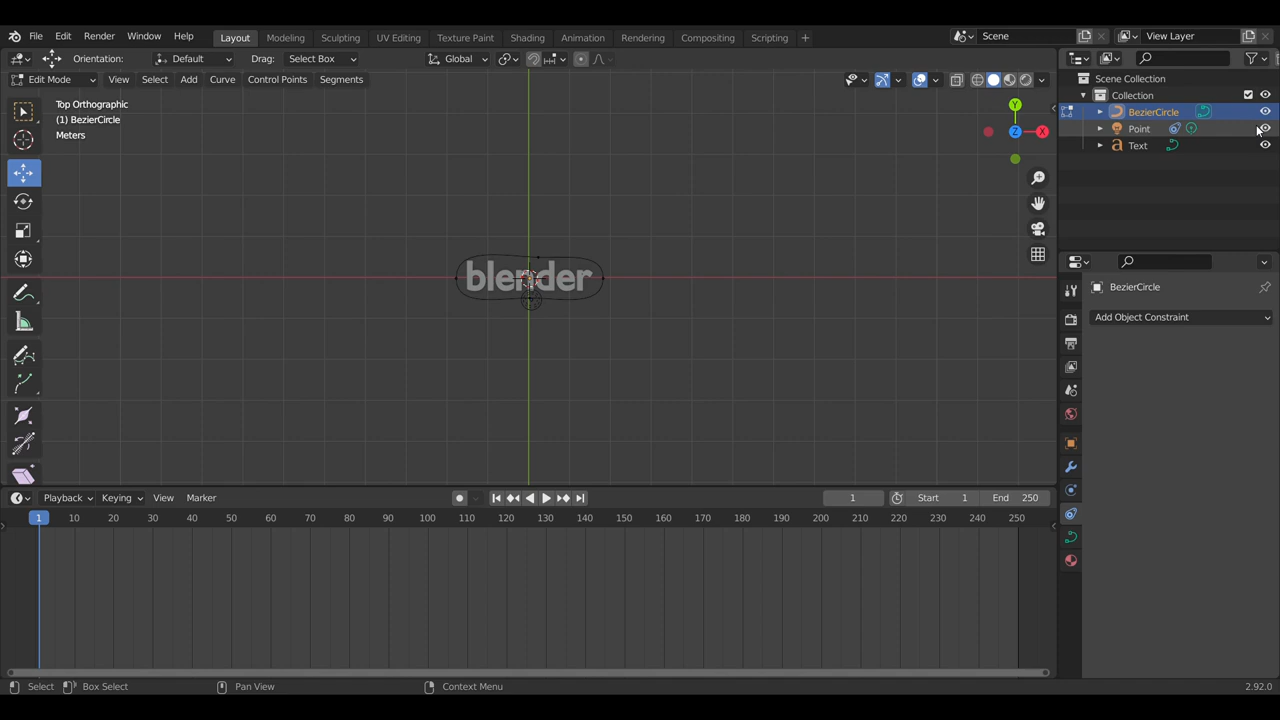 File Edit Render Window Help Layout Modeling Sculpting UV Editing Texture Paint Shading Animation Rendering Compositing Scripting + Scene View Layer
Orientation: Default Drag: Select Box Global
Edit Mode View Select Add Curve Control Points Segments
Scene Collection
Collection
BezierCircle
Point
Text
Top Orthographic
(1) BezierCircle
Meters
Y
Z X
blender
BezierCircle
Add Object Constraint
Playback Keying View Marker 1 Start 1 End 250
1 10 20 30 40 50 60 70 80 90 100 110 120 130 140 150 160 170 180 190 200 210 220 230 240 250
Select Box Select Pan View Context Menu 2.92.0